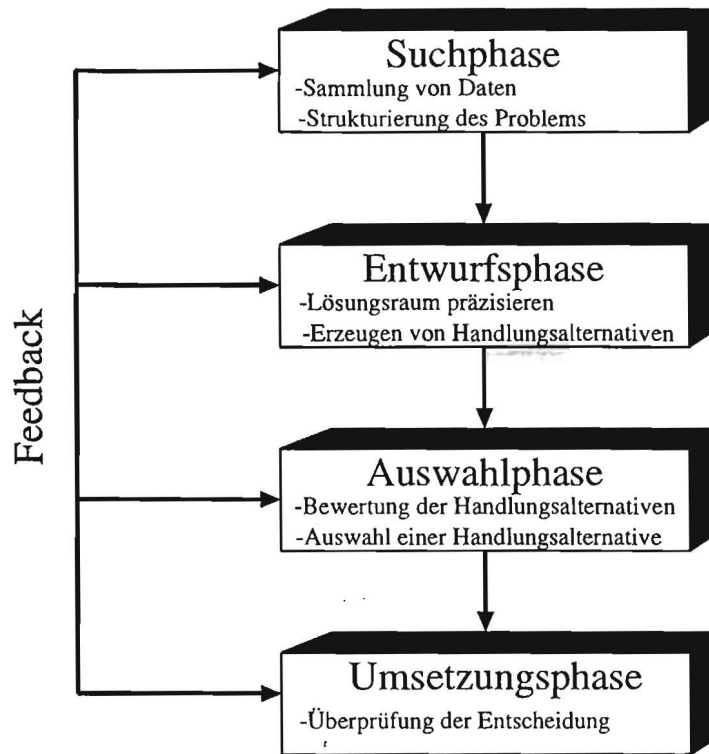 Suchphase
-Sammlung von Daten
-Strukturierung des Problems
Entwurfsphase
-Lösungsraum präzisieren
-Erzeugen von Handlungsalternativen
Feedback
Auswahlphase
-Bewertung der Handlungsalternativen
-Auswahl einer Handlungsalternative
Umsetzungsphase
-Überprüfung der Entscheidung